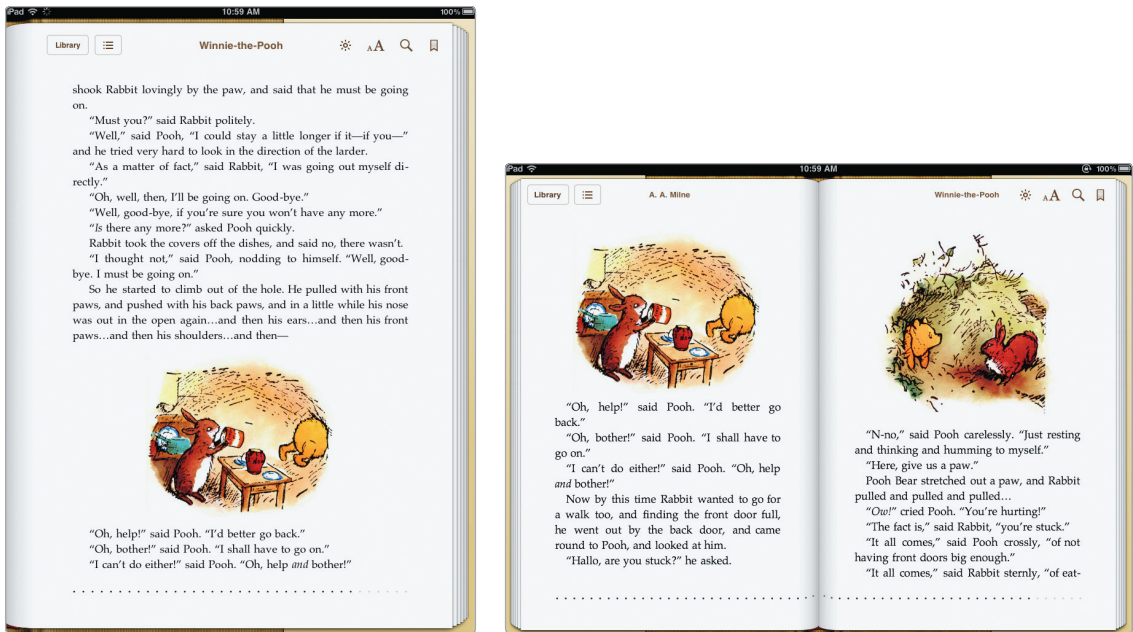 iPad 10:59 AM 100%
Library Winnie-the-Pooh AA
shook Rabbit lovingly by the paw, and said that he must be going
on.
“Must you?” said Rabbit politely.
“Well,” said Pooh, “I could stay a little longer if it—if you—”
and he tried very hard to look in the direction of the larder.
“As a matter of fact,” said Rabbit, “I was going out myself di-
rectly.”
“Oh, well, then, I’ll be going on. Good-bye.”
“Well, good-bye, if you’re sure you won’t have any more.”
“Is there any more?” asked Pooh quickly.
Rabbit took the covers off the dishes, and said no, there wasn’t.
“I thought not,” said Pooh, nodding to himself. “Well, good-
bye. I must be going on.”
So he started to climb out of the hole. He pulled with his front
paws, and pushed with his back paws, and in a little while his nose
was out in the open again…and then his ears…and then his front
paws…and then his shoulders…and then—
“Oh, help!” said Pooh. “I’d better go back.”
“Oh, bother!” said Pooh. “I shall have to go on.”
“I can’t do either!” said Pooh. “Oh, help and bother!”
iPad 10:59 AM 100%
Library A. A. Milne Winnie-the-Pooh AA
“Oh, help!” said Pooh. “I’d better go
back.”
“Oh, bother!” said Pooh. “I shall have to
go on.”
“I can’t do either!” said Pooh. “Oh, help
and bother!”
Now by this time Rabbit wanted to go for
a walk too, and finding the front door full,
he went out by the back door, and came
round to Pooh, and looked at him.
“Hallo, are you stuck?” he asked.
“N-no,” said Pooh carelessly. “Just resting
and thinking and humming to myself.”
“Here, give us a paw.”
Pooh Bear stretched out a paw, and Rabbit
pulled and pulled and pulled…
“Ow!” cried Pooh. “You’re hurting!”
“The fact is,” said Rabbit, “you’re stuck.”
“It all comes,” said Pooh crossly, “of not
having front doors big enough.”
“It all comes,” said Rabbit sternly, “of eat-